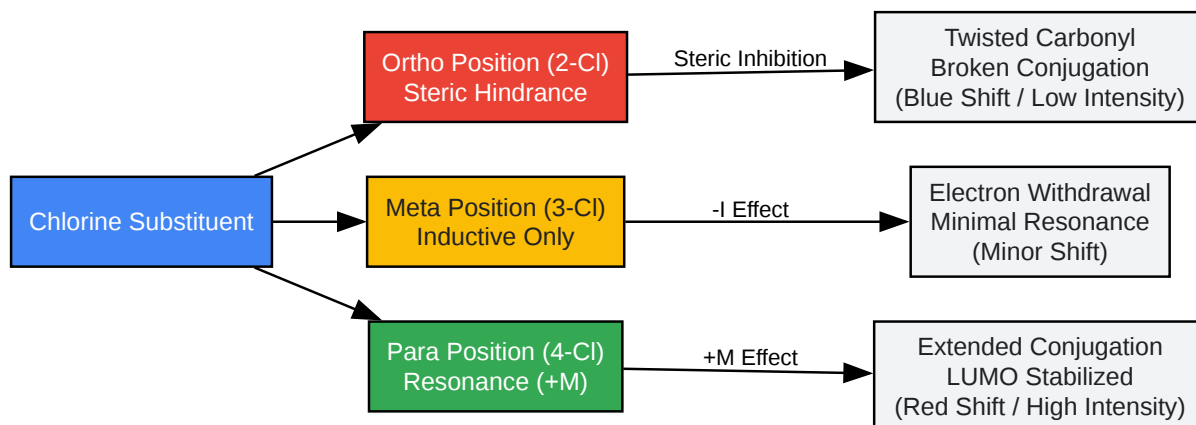 Chlorine Substituent
Ortho Position (2-Cl)
Steric Hindrance
Steric Inhibition
Twisted Carbonyl
Broken Conjugation
(Blue Shift / Low Intensity)
Meta Position (3-Cl)
Inductive Only
-I Effect
Electron Withdrawal
Minimal Resonance
(Minor Shift)
Para Position (4-Cl)
Resonance (+M)
+M Effect
Extended Conjugation
LUMO Stabilized
(Red Shift / High Intensity)